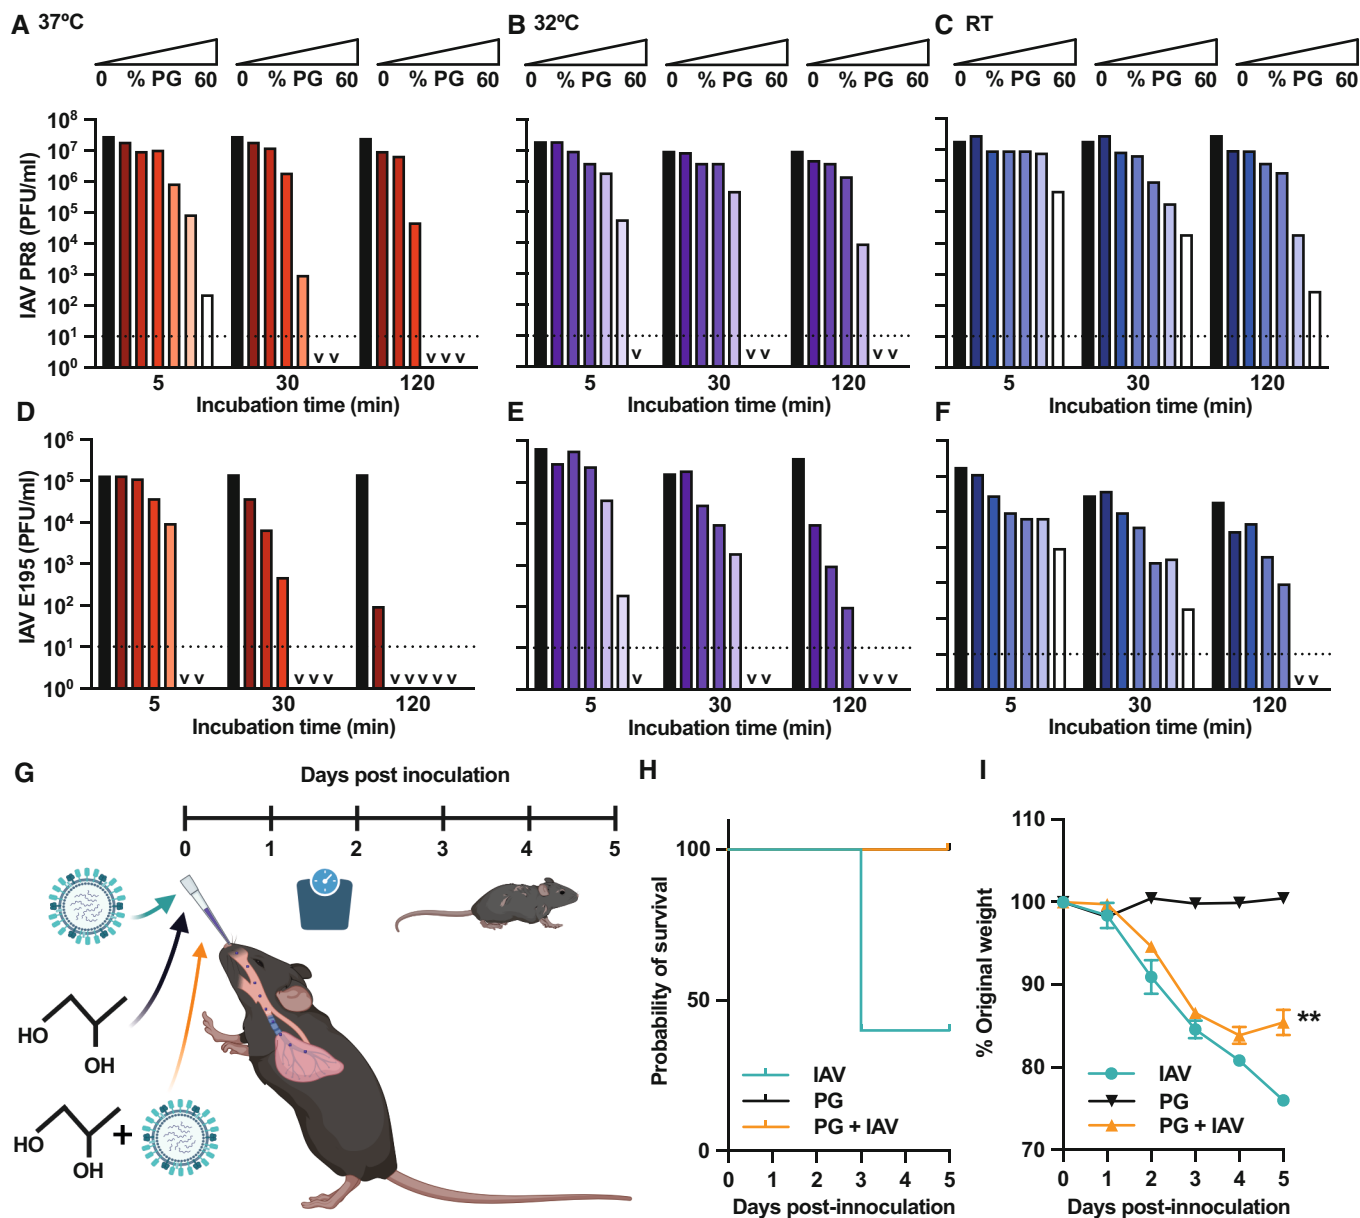 A 37ºC
B 32ºC
C RT
0 % PG 60
0 % PG 60
0 % PG 60
0 % PG 60
0 % PG 60
0 % PG 60
0 % PG 60
0 % PG 60
0 % PG 60
IAV PR8 (PFU/ml)
10⁸
10⁷
10⁶
10⁵
10⁴
10³
10²
10¹
10⁰
v v
v v v
v
v v
v v
5 30 120
5 30 120
5 30 120
Incubation time (min)
Incubation time (min)
Incubation time (min)
D
E
F
IAV E195 (PFU/ml)
10⁶
10⁵
10⁴
10³
10²
10¹
10⁰
v v
v v v
v v v v v
v
v v
v v v
v v
5 30 120
5 30 120
5 30 120
Incubation time (min)
Incubation time (min)
Incubation time (min)
G
Days post inoculation
0 1 2 3 4 5
HO
OH
HO
OH
+
H
Probability of survival
100
50
0
IAV
PG
PG + IAV
0 1 2 3 4 5
Days post-innoculation
I
% Original weight
110
100
90
80
70
**
IAV
PG
PG + IAV
0 1 2 3 4 5
Days post-innoculation